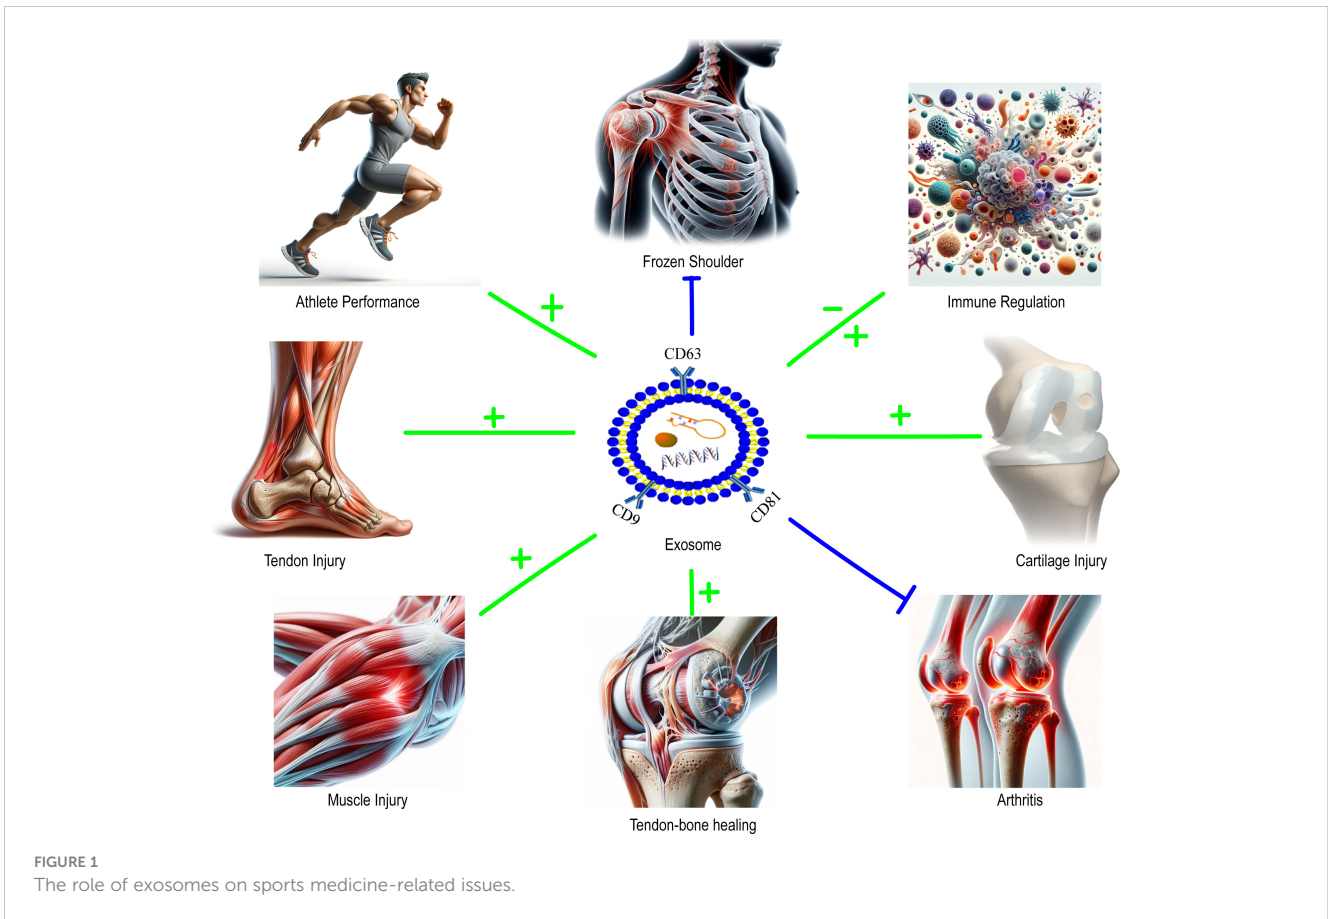 Frozen Shoulder
Athlete Performance
Immune Regulation
+
−
+
CD63
+
+
CD9
CD81
Exosome
Tendon Injury
Cartilage Injury
+
+
Muscle Injury
Arthritis
Tendon-bone healing
FIGURE 1
The role of exosomes on sports medicine-related issues.